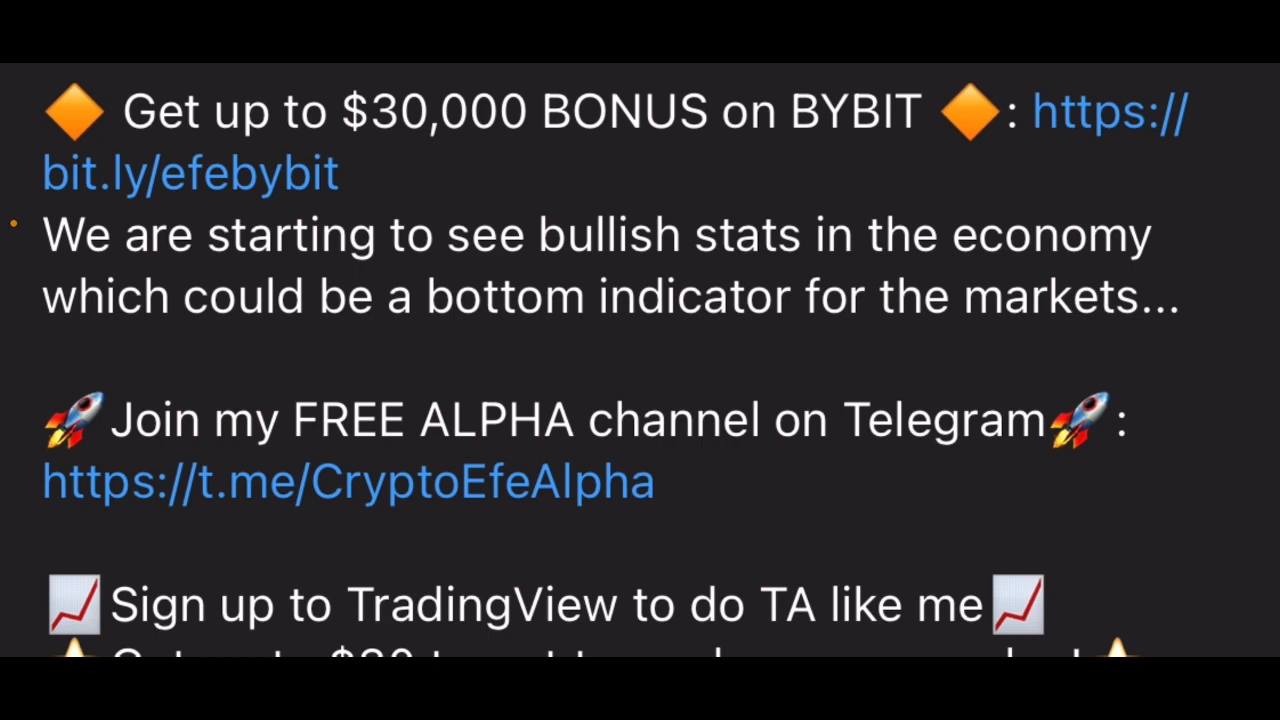 🔶 Get up to $30,000 BONUS on BYBIT 🔶: https://
bit.ly/efebybit
We are starting to see bullish stats in the economy
which could be a bottom indicator for the markets...
🚀Join my FREE ALPHA channel on Telegram🚀:
https://t.me/CryptoEfeAlpha
📈Sign up to TradingView to do TA like me📈